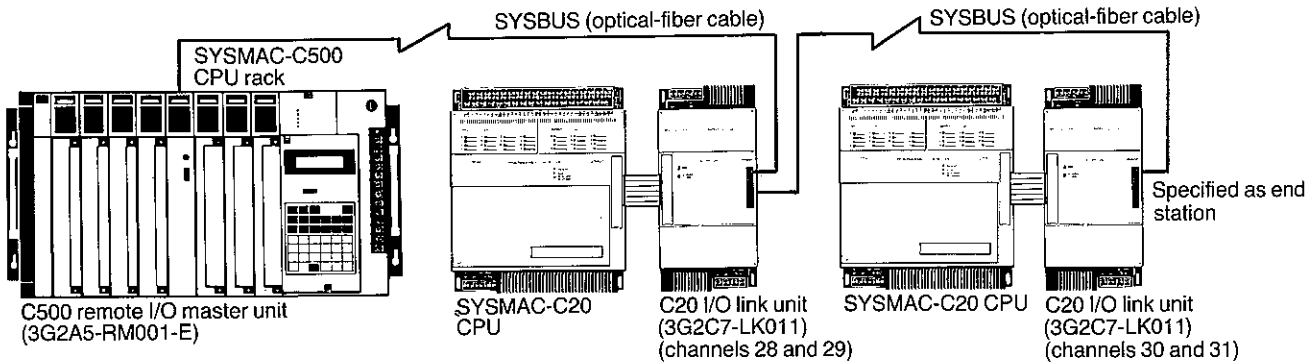 SYSBUS (optical-fiber cable)
SYSBUS (optical-fiber cable)
SYSMAC-C500
CPU rack
Specified as end
station
C500 remote I/O master unit
(3G2A5-RM001-E)
SYSMAC-C20
CPU
C20 I/O link unit
(3G2C7-LK011)
(channels 28 and 29)
SYSMAC-C20 CPU
C20 I/O link unit
(3G2C7-LK011)
(channels 30 and 31)